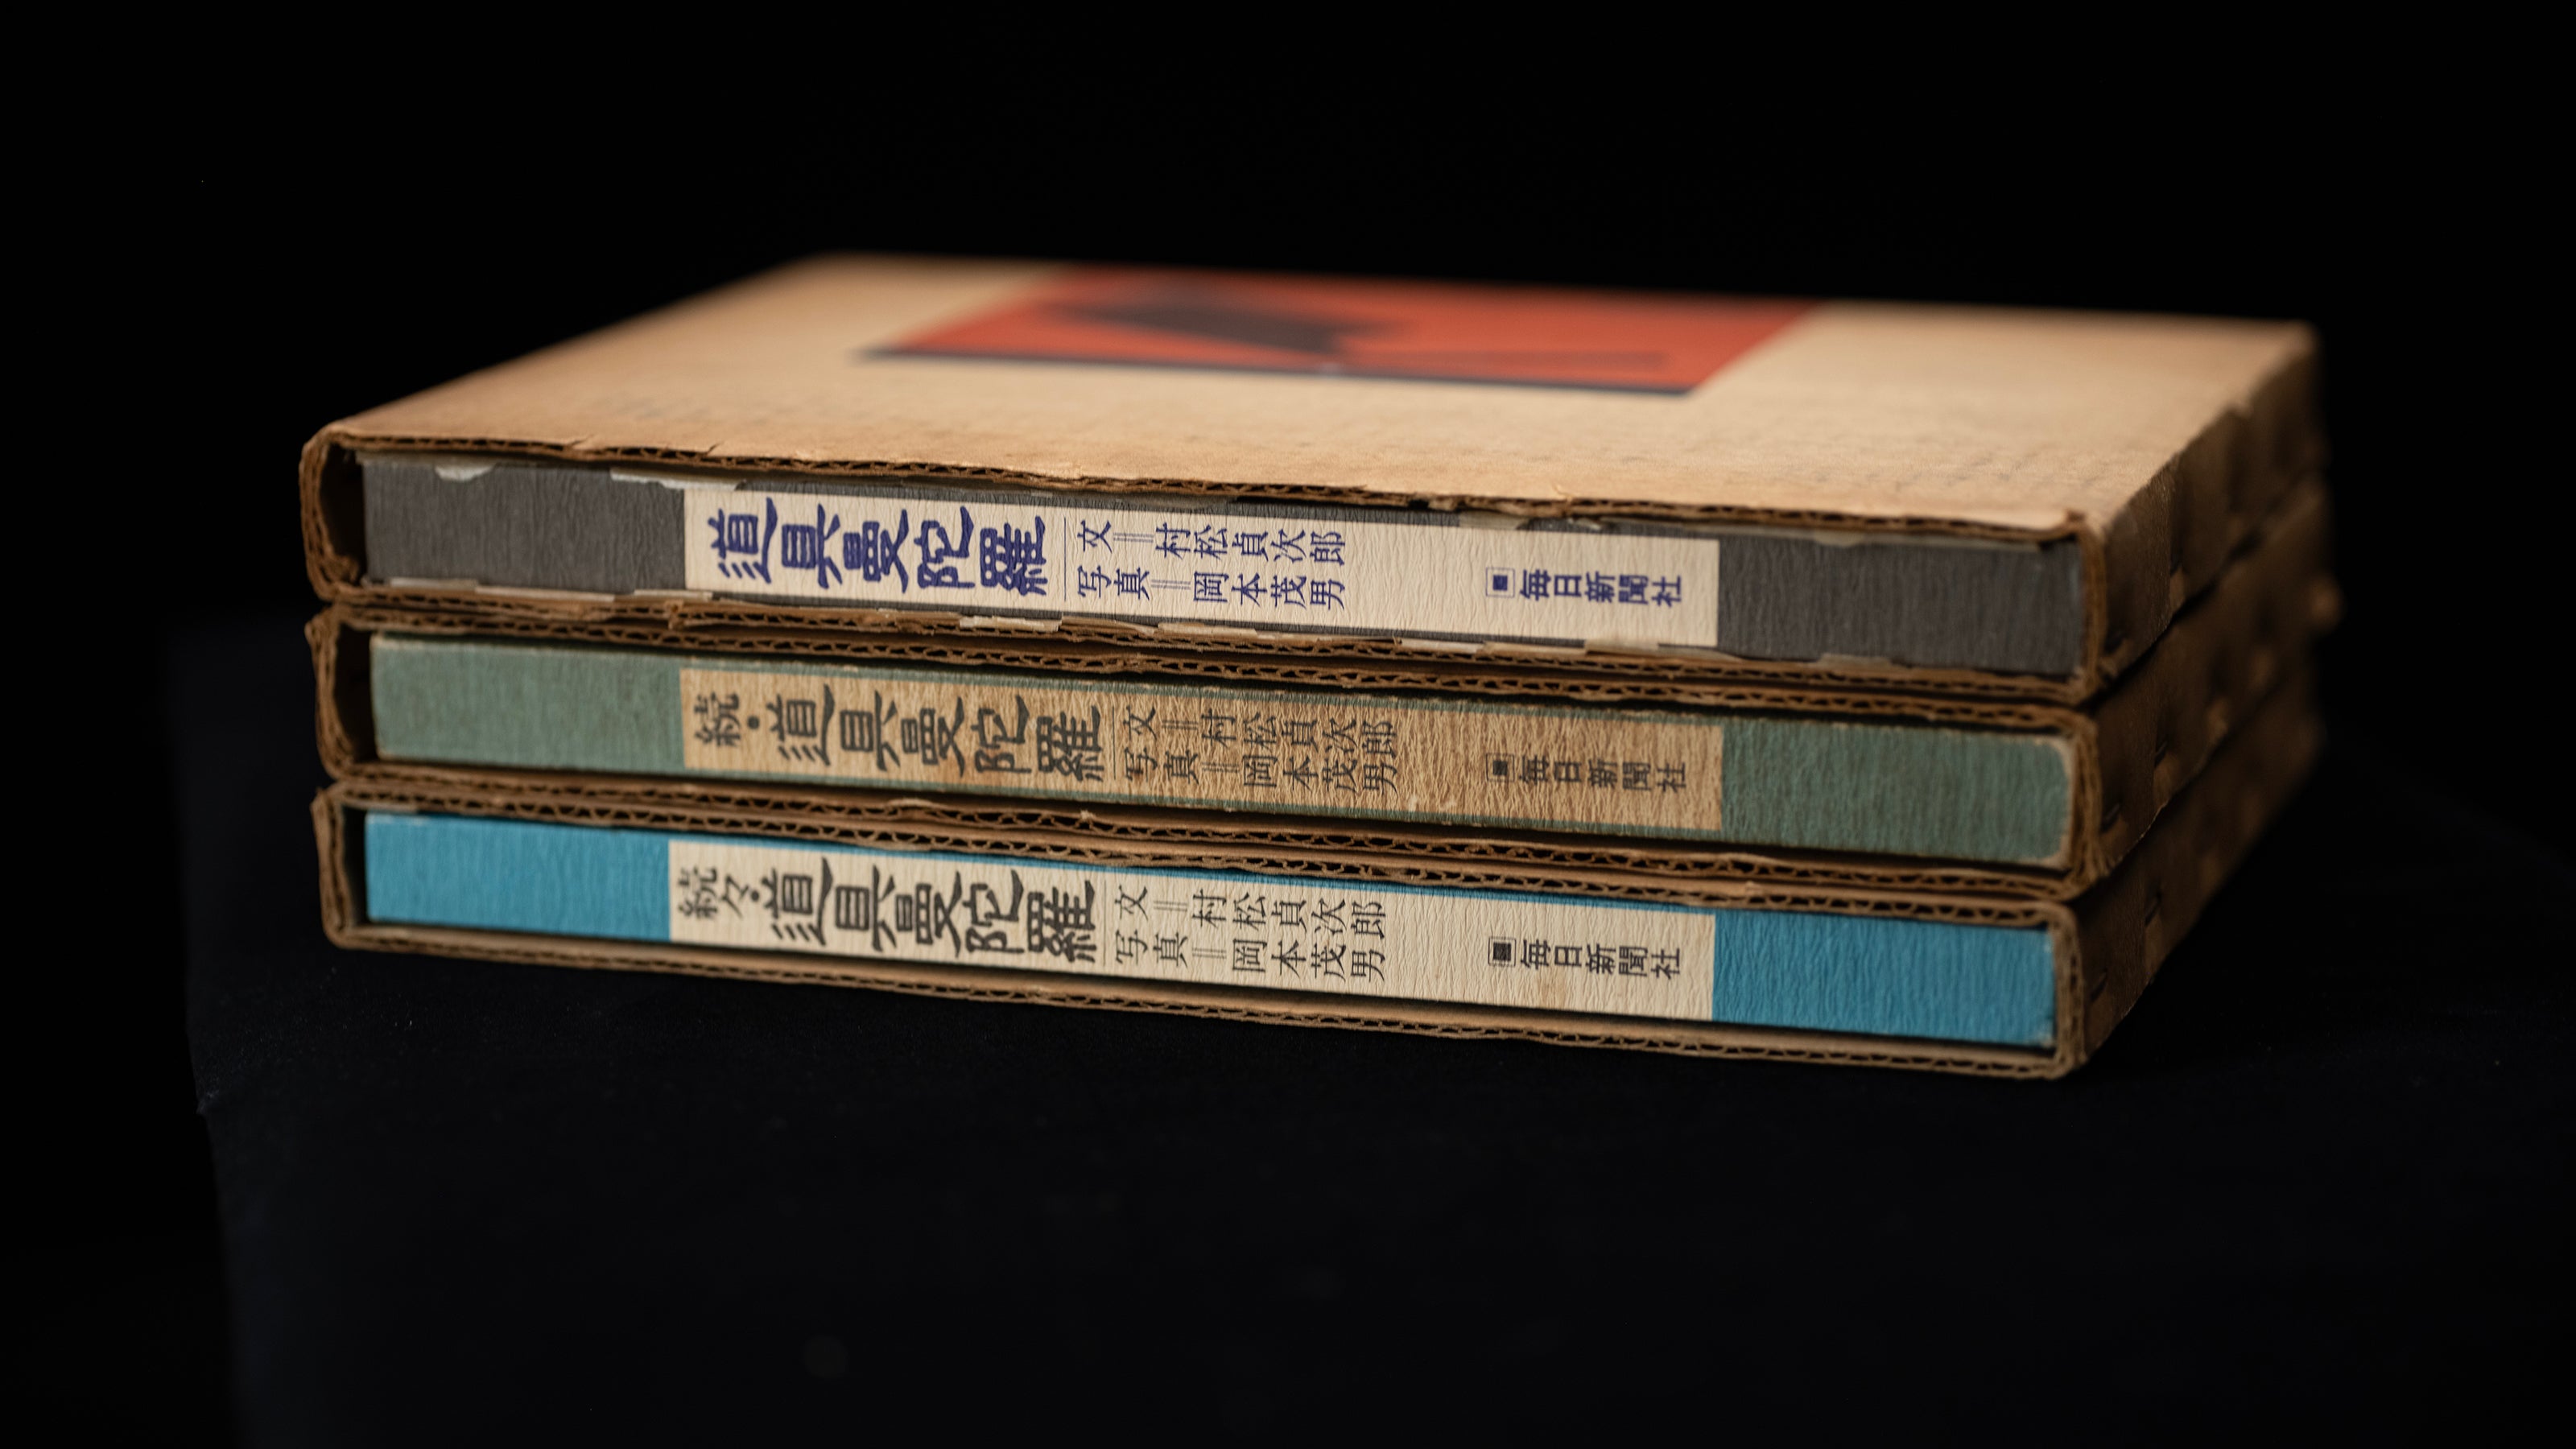 道具曼陀羅
文＝村松貞次郎
写真＝岡本茂男
毎日新聞社
続・道具曼陀羅
文＝村松貞次郎
写真＝岡本茂男
毎日新聞社
続々・道具曼陀羅
文＝村松貞次郎
写真＝岡本茂男
毎日新聞社